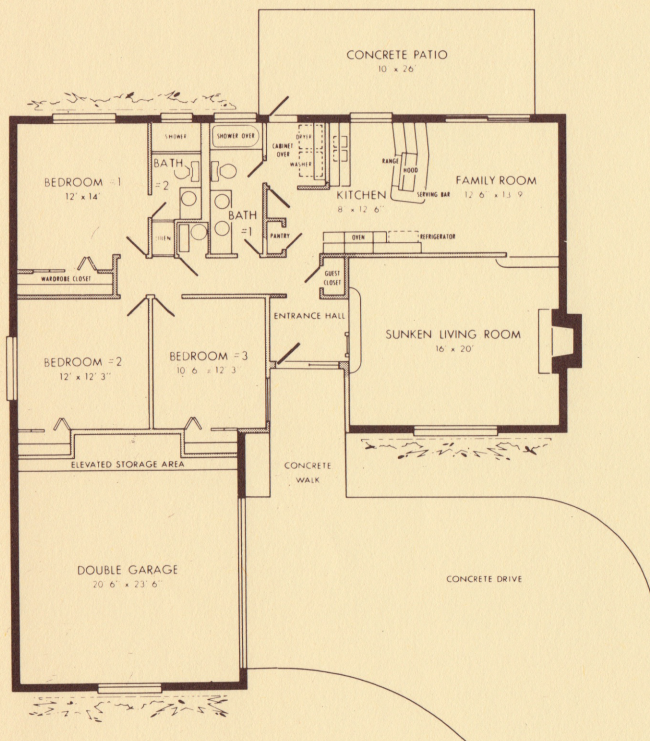 CONCRETE PATIO
10 x 26
SHOWER
SHOWER OVER
CABINET
OVER
DRYER
WASHER
BATH
=2
BEDROOM =1
12' x 14'
RANGE
HOOD
SERVING BAR
FAMILY ROOM
12' 6" x 13 9
KITCHEN
8 x 12' 6"
BATH
=1
LINEN
PANTRY
OVEN
REFRIGERATOR
WARDROBE CLOSET
GUEST
CLOSET
ENTRANCE HALL
SUNKEN LIVING ROOM
16' x 20'
BEDROOM =2
12' x 12' 3"
BEDROOM =3
10 6 x 12' 3"
ELEVATED STORAGE AREA
CONCRETE
WALK
DOUBLE GARAGE
20' 6" x 23' 6"
CONCRETE DRIVE